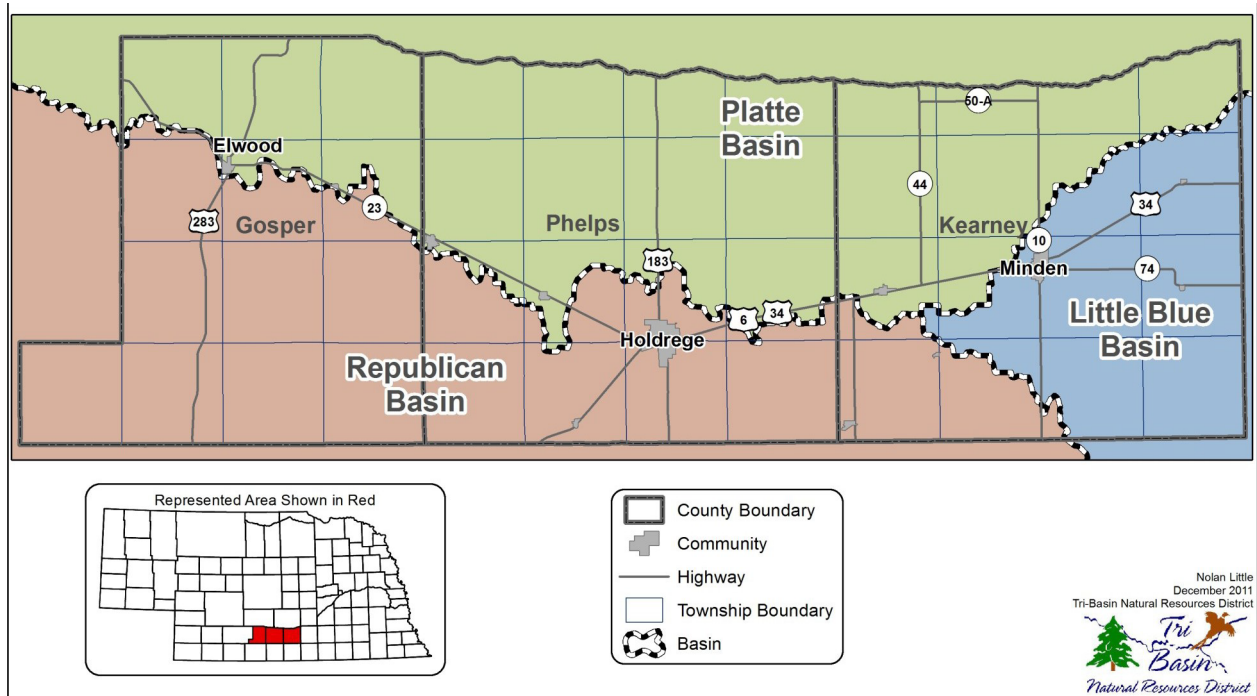 Platte
Basin
50-A
Elwood
44
23
34
283
Gosper
Phelps
Kearney
10
183
Minden
74
6
34
Holdrege
Little Blue
Basin
Republican
Basin
Represented Area Shown in Red
County Boundary
Community
Highway
Township Boundary
Basin
Nolan Little
December 2011
Tri-Basin Natural Resources District
Tri
Basin
Natural Resources District